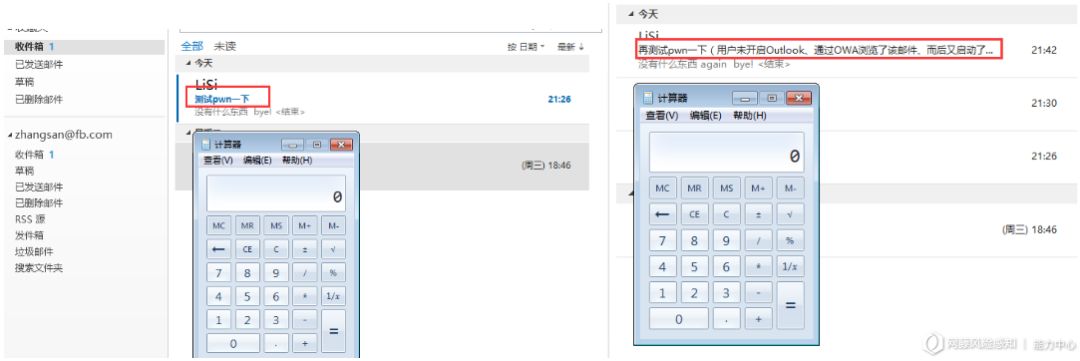 收件箱 1
已发送邮件
草稿
已删除邮件
zhangsan@fb.com
收件箱 1
草稿
已发送邮件
已删除邮件
RSS 源
发件箱
垃圾邮件
搜索文件夹
全部 未读
按日期 最新 ↓
今天
LiSi
测试pwn一下
21:26
没有什么东西 bye! <结束>
(周三) 18:46
计算器
查看(V) 编辑(E) 帮助(H)
0
MC MR MS M+ M-
← CE C ± √
7 8 9 / %
4 5 6 * 1/x
1 2 3 - =
0 . +
今天
LiSi
再测试pwn一下（用户未开启Outlook、通过OWA浏览了该邮件、而后又启动了...
21:42
没有什么东西 again bye! <结束>
21:30
21:26
(周三) 18:46
计算器
查看(V) 编辑(E) 帮助(H)
0
MC MR MS M+ M-
← CE C ± √
7 8 9 / %
4 5 6 * 1/x
1 2 3 - =
0 . +
网藤风险感知 | 能力中心